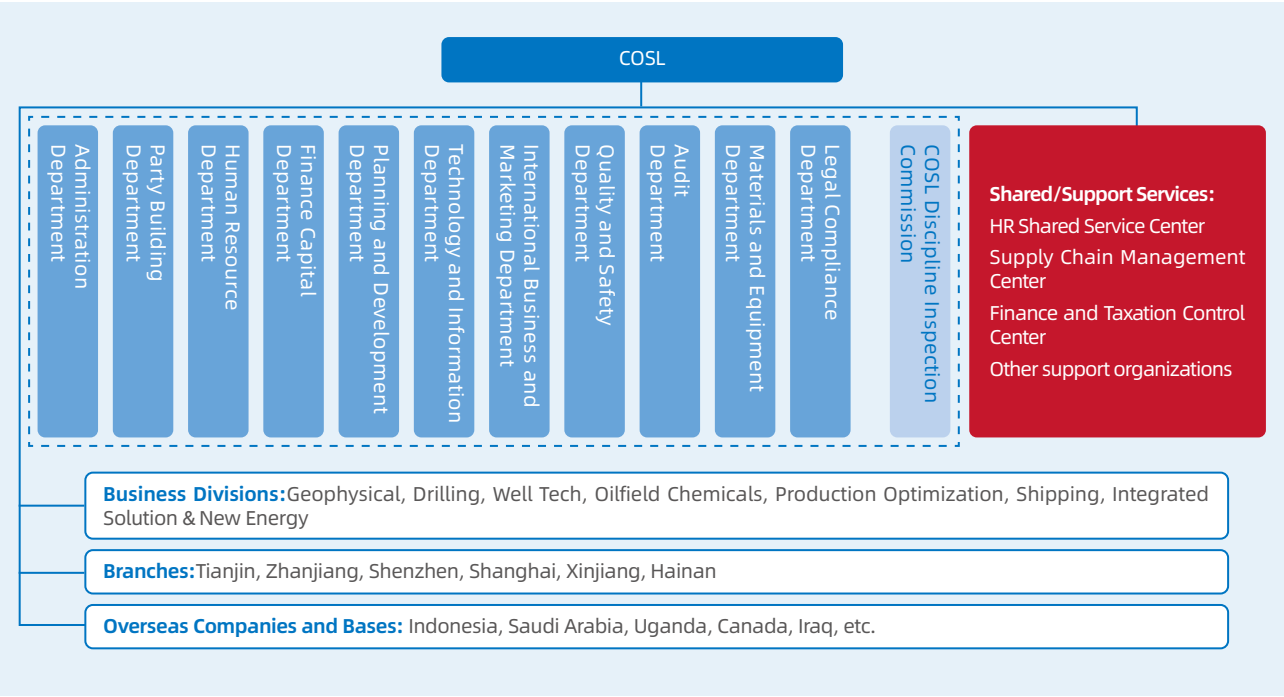 COSL
Administration
Department
Party Building
Department
Human Resource
Department
Finance Capital
Department
Planning and Development
Department
Technology and Information
Department
International Business and
Marketing Department
Quality and Safety
Department
Audit
Department
Materials and Equipment
Department
Legal Compliance
Department
COSL Discipline Inspection
Commission
Shared/Support Services:
HR Shared Service Center
Supply Chain Management
Center
Finance and Taxation Control
Center
Other support organizations
Business Divisions:Geophysical, Drilling, Well Tech, Oilfield Chemicals, Production Optimization, Shipping, Integrated
Solution & New Energy
Branches:Tianjin, Zhanjiang, Shenzhen, Shanghai, Xinjiang, Hainan
Overseas Companies and Bases: Indonesia, Saudi Arabia, Uganda, Canada, Iraq, etc.